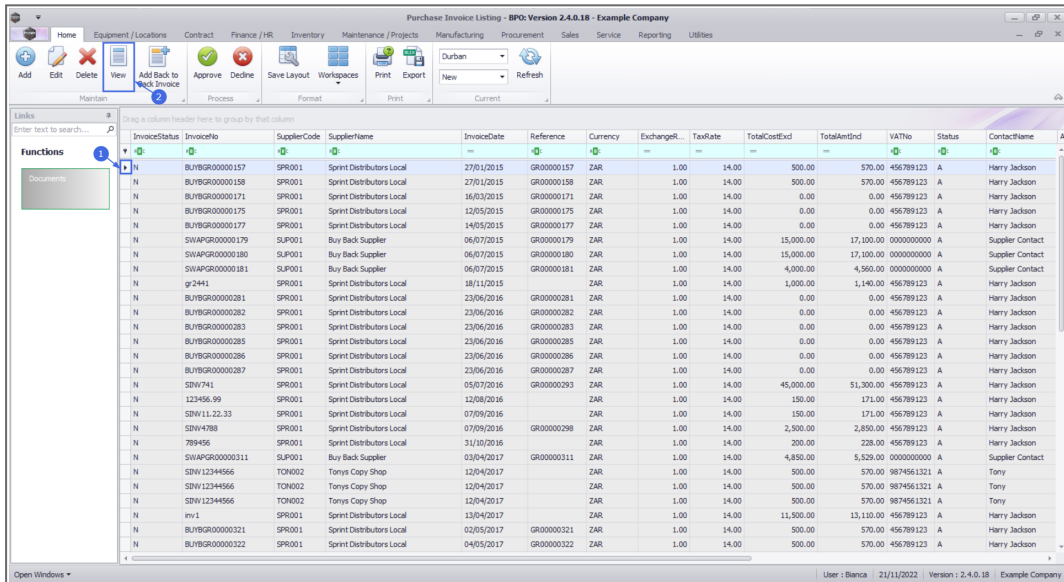 Purchase Invoice Listing - BPO: Version 2.4.0.18 - Example Company
Home Equipment / Locations Contract Finance / HR Inventory Maintenance / Projects Manufacturing Procurement Sales Service Reporting Utilities
Add Edit Delete View Add Back to Back Invoice Approve Decline Save Layout Workspaces Print Export Durban New Refresh
Maintain Process Format Print Current
2
Links
Drag a column header here to group by that column
Enter text to search...
Functions
Documents
1
InvoiceStatus InvoiceNo SupplierCode SupplierName InvoiceDate Reference Currency ExchangeR... TaxRate TotalCostExcl TotalAmtIncl VATNo Status ContactName
N BUYBGR00000157 SPR001 Sprint Distributors Local 27/01/2015 GR00000157 ZAR 1.00 14.00 500.00 570.00 456789123 A Harry Jackson
N BUYBGR00000158 SPR001 Sprint Distributors Local 27/01/2015 GR00000158 ZAR 1.00 14.00 500.00 570.00 456789123 A Harry Jackson
N BUYBGR00000171 SPR001 Sprint Distributors Local 16/03/2015 GR00000171 ZAR 1.00 14.00 0.00 0.00 456789123 A Harry Jackson
N BUYBGR00000175 SPR001 Sprint Distributors Local 12/05/2015 GR00000175 ZAR 1.00 14.00 0.00 0.00 456789123 A Harry Jackson
N BUYBGR00000177 SPR001 Sprint Distributors Local 14/05/2015 GR00000177 ZAR 1.00 14.00 0.00 0.00 456789123 A Harry Jackson
N SWAPGR00000179 SUP001 Buy Back Supplier 06/07/2015 GR00000179 ZAR 1.00 14.00 15,000.00 17,100.00 0000000000 A Supplier Contact
N SWAPGR00000180 SUP001 Buy Back Supplier 06/07/2015 GR00000180 ZAR 1.00 14.00 15,000.00 17,100.00 0000000000 A Supplier Contact
N SWAPGR00000181 SUP001 Buy Back Supplier 06/07/2015 GR00000181 ZAR 1.00 14.00 4,000.00 4,560.00 0000000000 A Supplier Contact
N gr2441 SPR001 Sprint Distributors Local 18/11/2015 ZAR 1.00 14.00 1,000.00 1,140.00 456789123 A Harry Jackson
N BUYBGR00000281 SPR001 Sprint Distributors Local 23/06/2016 GR00000281 ZAR 1.00 14.00 0.00 0.00 456789123 A Harry Jackson
N BUYBGR00000282 SPR001 Sprint Distributors Local 23/06/2016 GR00000282 ZAR 1.00 14.00 0.00 0.00 456789123 A Harry Jackson
N BUYBGR00000283 SPR001 Sprint Distributors Local 23/06/2016 GR00000283 ZAR 1.00 14.00 0.00 0.00 456789123 A Harry Jackson
N BUYBGR00000285 SPR001 Sprint Distributors Local 23/06/2016 GR00000285 ZAR 1.00 14.00 0.00 0.00 456789123 A Harry Jackson
N BUYBGR00000286 SPR001 Sprint Distributors Local 23/06/2016 GR00000286 ZAR 1.00 14.00 0.00 0.00 456789123 A Harry Jackson
N BUYBGR00000287 SPR001 Sprint Distributors Local 23/06/2016 GR00000287 ZAR 1.00 14.00 0.00 0.00 456789123 A Harry Jackson
N SINV741 SPR001 Sprint Distributors Local 05/07/2016 GR00000293 ZAR 1.00 14.00 45,000.00 51,300.00 456789123 A Harry Jackson
N 123456.99 SPR001 Sprint Distributors Local 12/08/2016 ZAR 1.00 14.00 150.00 171.00 456789123 A Harry Jackson
N SINV11.22.33 SPR001 Sprint Distributors Local 07/09/2016 ZAR 1.00 14.00 150.00 171.00 456789123 A Harry Jackson
N SINV4788 SPR001 Sprint Distributors Local 07/09/2016 GR00000298 ZAR 1.00 14.00 2,500.00 2,850.00 456789123 A Harry Jackson
N 789456 SPR001 Sprint Distributors Local 31/10/2016 ZAR 1.00 14.00 200.00 228.00 456789123 A Harry Jackson
N SWAPGR00000311 SUP001 Buy Back Supplier 03/04/2017 GR00000311 ZAR 1.00 14.00 4,850.00 5,529.00 0000000000 A Supplier Contact
N SINV12344566 TON002 Tonys Copy Shop 12/04/2017 ZAR 1.00 14.00 500.00 570.00 9874561321 A Tony
N SINV12344566 TON002 Tonys Copy Shop 12/04/2017 ZAR 1.00 14.00 500.00 570.00 9874561321 A Tony
N SINV12344566 TON002 Tonys Copy Shop 12/04/2017 ZAR 1.00 14.00 500.00 570.00 9874561321 A Tony
N inv1 SPR001 Sprint Distributors Local 13/04/2017 ZAR 1.00 14.00 11,500.00 13,110.00 456789123 A Harry Jackson
N BUYBGR00000321 SPR001 Sprint Distributors Local 02/05/2017 GR00000321 ZAR 1.00 14.00 500.00 570.00 456789123 A Harry Jackson
N BUYBGR00000322 SPR001 Sprint Distributors Local 04/05/2017 GR00000322 ZAR 1.00 14.00 500.00 570.00 456789123 A Harry Jackson
Open Windows User : Bianca 21/11/2022 Version : 2.4.0.18 Example Company